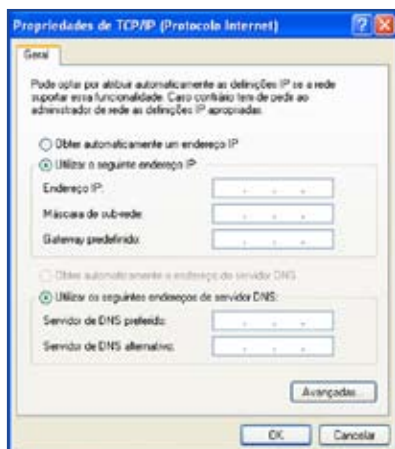 Propriedades de TCP/IP (Protocolo Internet)
Geral
Pode optar por atribuir automaticamente as definições IP se a rede
suportar essa funcionalidade. Caso contrário tem de pedir ao
administrador de rede as definições IP apropriadas.
Obter automaticamente um endereço IP
Utilizar o seguinte endereço IP:
Endereço IP:
Máscara de sub-rede:
Gateway predefinido:
Obter automaticamente o endereço do servidor DNS
Utilizar os seguintes endereços de servidor DNS:
Servidor de DNS preferido:
Servidor de DNS alternativo:
Avançadas...
OK
Cancelar